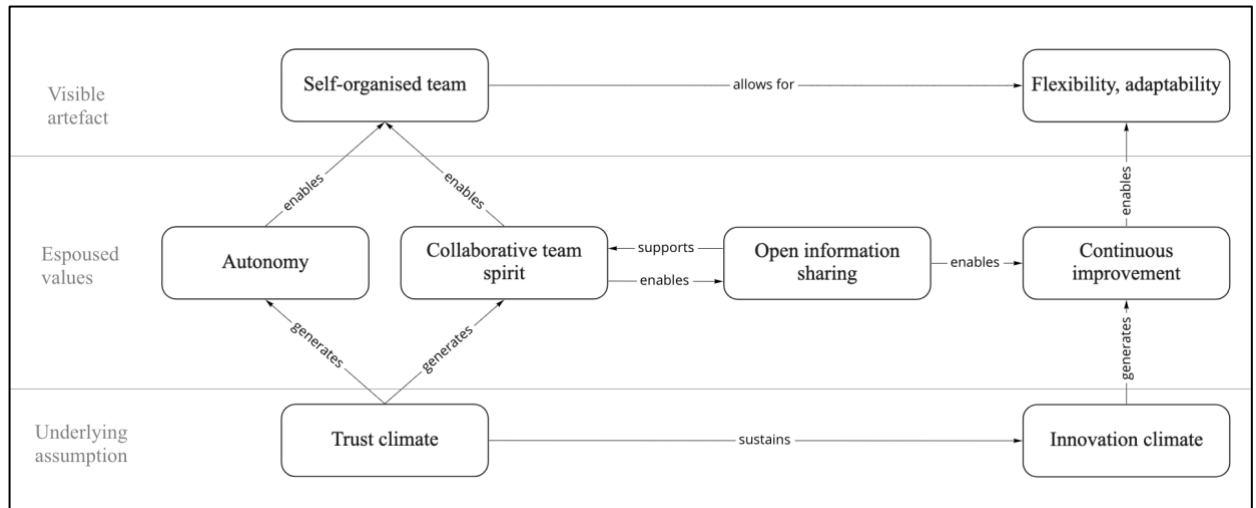 Self-organised team
allows for
Flexibility, adaptability
Visible
artefact
enables
enables
enables
Espoused
values
Autonomy
Collaborative team
spirit
supports
enables
Open information
sharing
enables
Continuous
improvement
generates
generates
generates
Underlying
assumption
Trust climate
sustains
Innovation climate